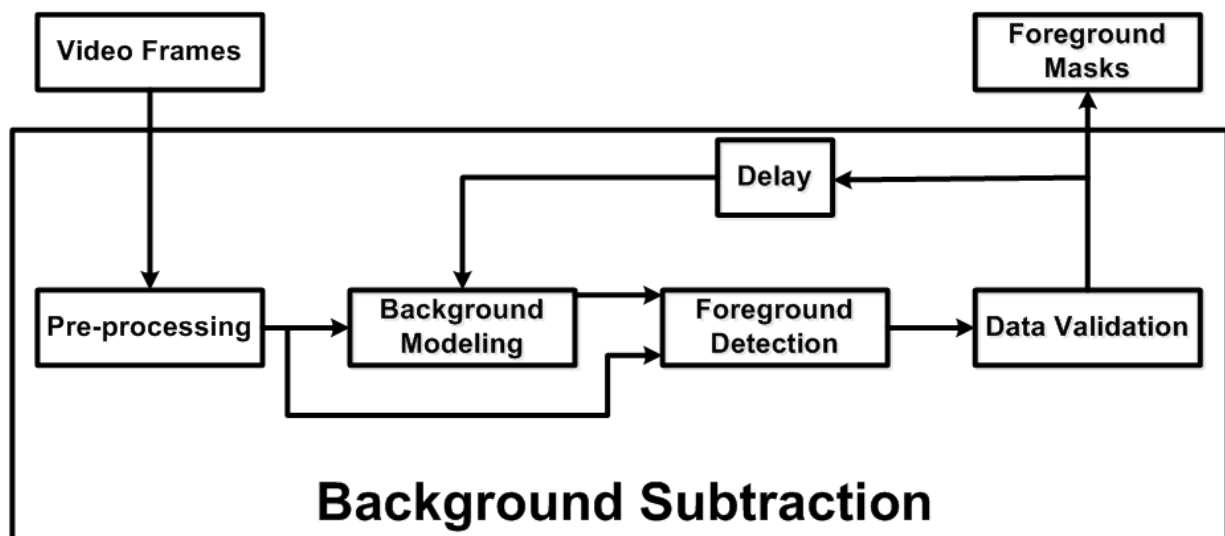 Video Frames
Foreground
Masks
Delay
Pre-processing
Background
Modeling
Foreground
Detection
Data Validation
Background Subtraction